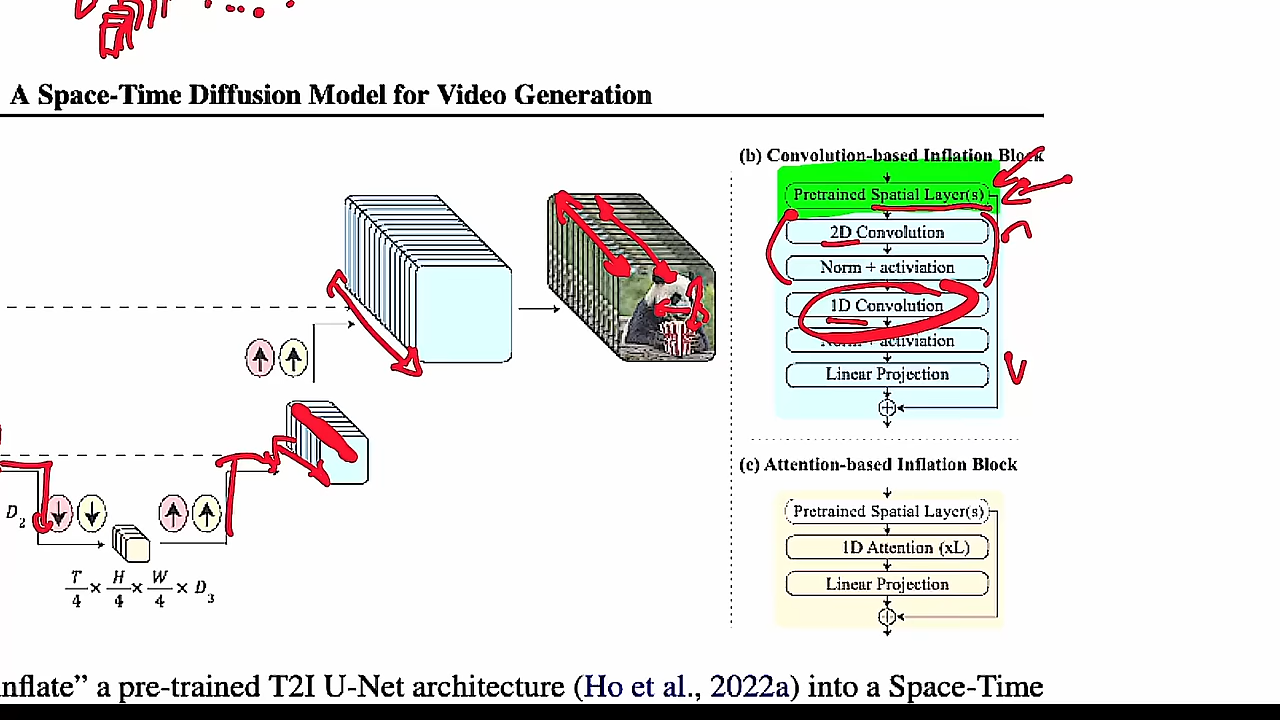 A Space-Time Diffusion Model for Video Generation
(b) Convolution-based Inflation Block
Pretrained Spatial Layer(s)
2D Convolution
Norm + activiation
1D Convolution
Norm + activiation
Linear Projection
(c) Attention-based Inflation Block
Pretrained Spatial Layer(s)
1D Attention (xL)
Linear Projection
D2
T/4 × H/4 × W/4 × D3
nflate” a pre-trained T2I U-Net architecture (Ho et al., 2022a) into a Space-Time